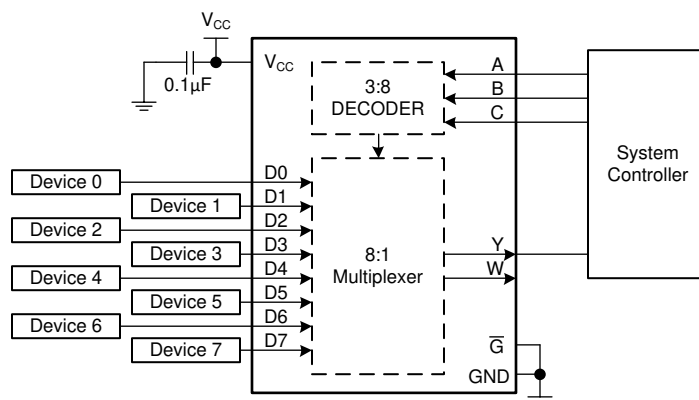 VCC
0.1µF
VCC
3:8
DECODER
A
B
C
System
Controller
Device 0
Device 1
Device 2
Device 3
Device 4
Device 5
Device 6
Device 7
D0
D1
D2
D3
D4
D5
D6
D7
8:1
Multiplexer
Y
W
G̅
GND